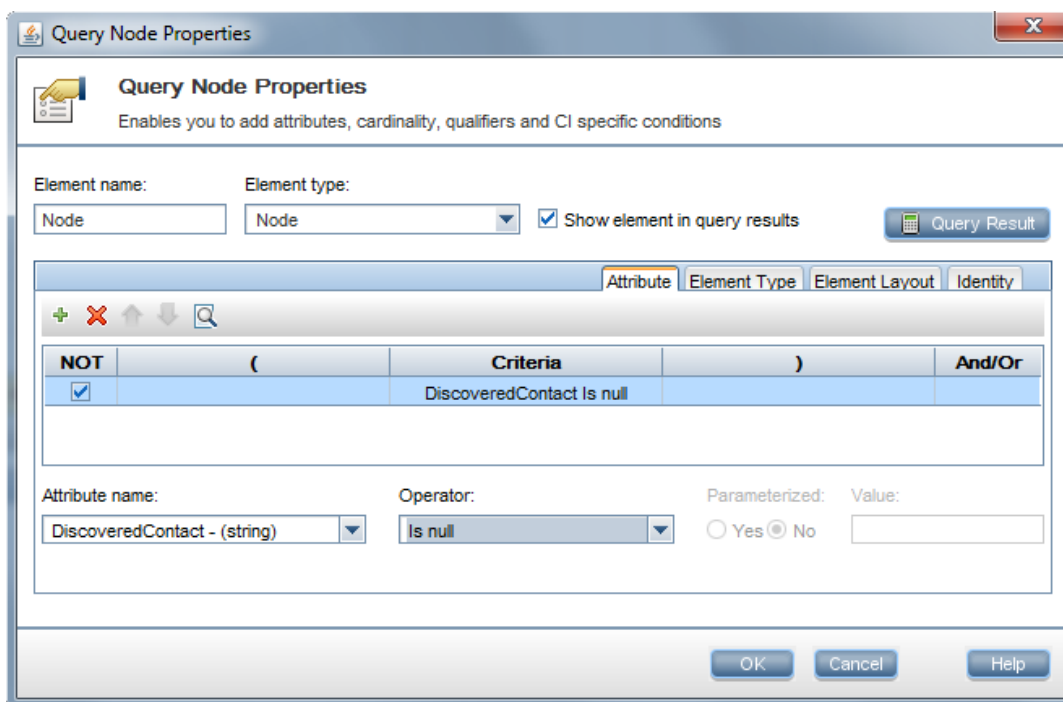 Query Node Properties
Query Node Properties
Enables you to add attributes, cardinality, qualifiers and CI specific conditions
Element name: Element type:
Node Node Show element in query results Query Result
Attribute Element Type Element Layout Identity
NOT ( Criteria ) And/Or
DiscoveredContact Is null
Attribute name: Operator: Parameterized: Value:
DiscoveredContact - (string) Is null Yes No
OK Cancel Help